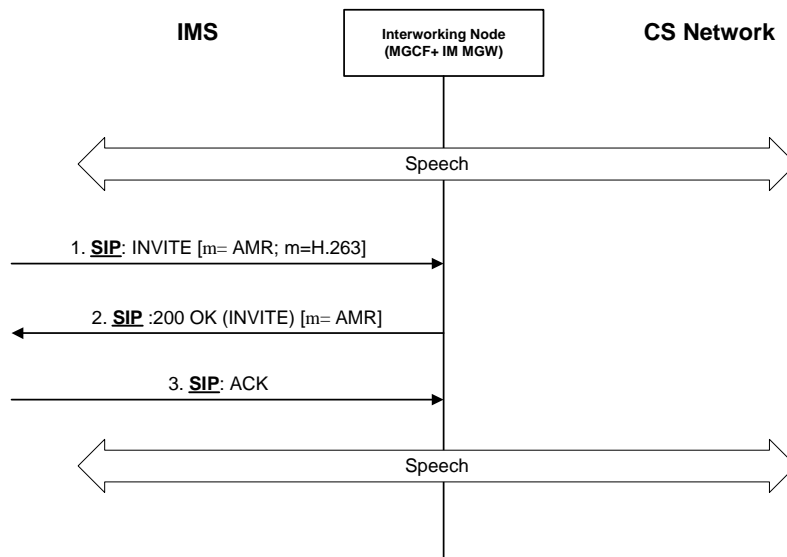 IMS
Interworking Node
(MGCF+ IM MGW)
CS Network
Speech
1. SIP: INVITE [m= AMR; m=H.263]
2. SIP :200 OK (INVITE) [m= AMR]
3. SIP: ACK
Speech